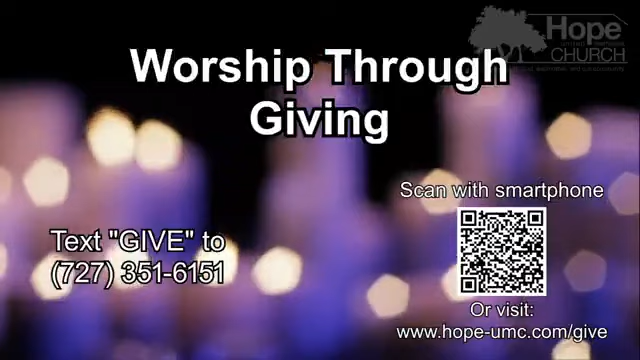 Hope
CHURCH
Worship Through
Giving
Scan with smartphone
Text "GIVE" to
(727) 351-6151
Or visit:
www.hope-umc.com/give